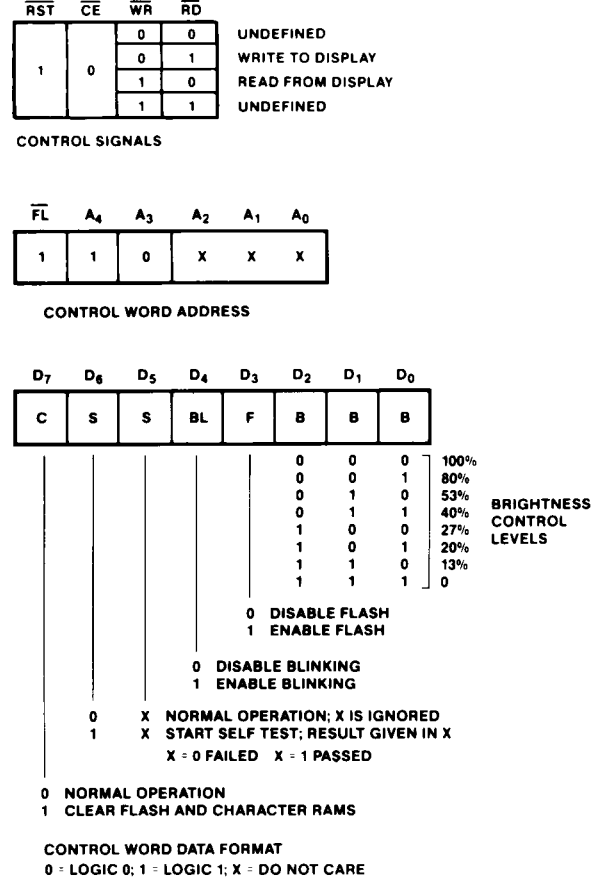 RST CE WR RD
1 0 0 0 UNDEFINED
0 1 WRITE TO DISPLAY
1 0 READ FROM DISPLAY
1 1 UNDEFINED
CONTROL SIGNALS
FL A4 A3 A2 A1 A0
1 1 0 X X X
CONTROL WORD ADDRESS
D7 D6 D5 D4 D3 D2 D1 D0
C S S BL F B B B
0 0 0 100%
0 0 1 80%
0 1 0 53%
0 1 1 40%
1 0 0 27%
1 0 1 20%
1 1 0 13%
1 1 1 0
BRIGHTNESS
CONTROL
LEVELS
0 DISABLE FLASH
1 ENABLE FLASH
0 DISABLE BLINKING
1 ENABLE BLINKING
0 X NORMAL OPERATION; X IS IGNORED
1 X START SELF TEST; RESULT GIVEN IN X
X = 0 FAILED X = 1 PASSED
0 NORMAL OPERATION
1 CLEAR FLASH AND CHARACTER RAMS
CONTROL WORD DATA FORMAT
0 = LOGIC 0; 1 = LOGIC 1; X = DO NOT CARE